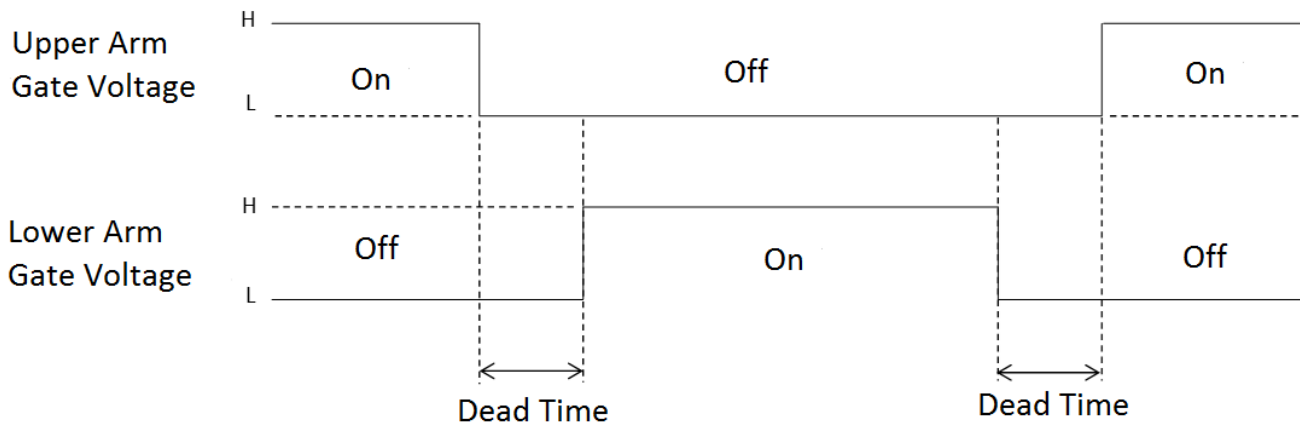 Upper Arm
Gate Voltage
H
L
On
Off
On
Lower Arm
Gate Voltage
H
L
Off
On
Off
Dead Time
Dead Time